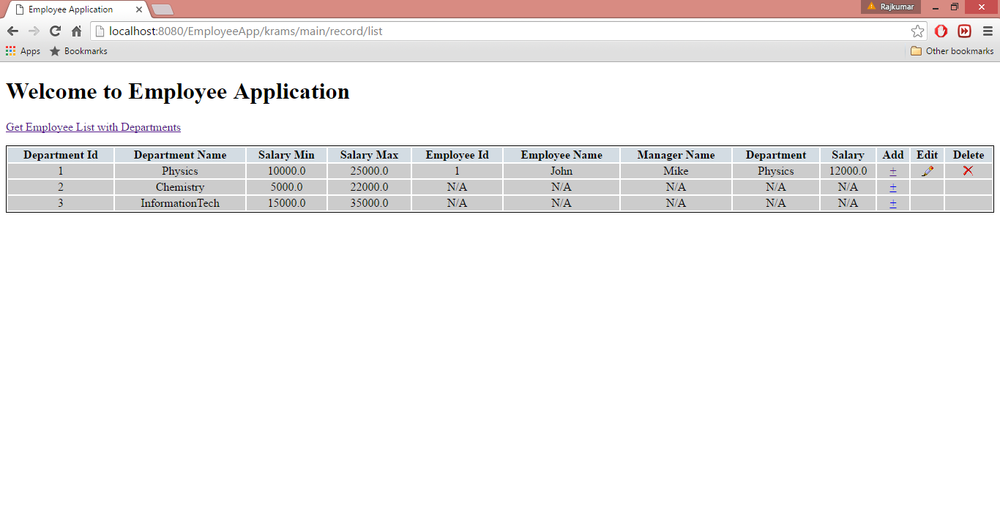 Employee Application
Rajkumar
localhost:8080/EmployeeApp/krams/main/record/list
Apps Bookmarks Other bookmarks
Welcome to Employee Application
Get Employee List with Departments
Department Id Department Name Salary Min Salary Max Employee Id Employee Name Manager Name Department Salary Add Edit Delete
1 Physics 10000.0 25000.0 1 John Mike Physics 12000.0 +
2 Chemistry 5000.0 22000.0 N/A N/A N/A N/A N/A +
3 InformationTech 15000.0 35000.0 N/A N/A N/A N/A N/A +